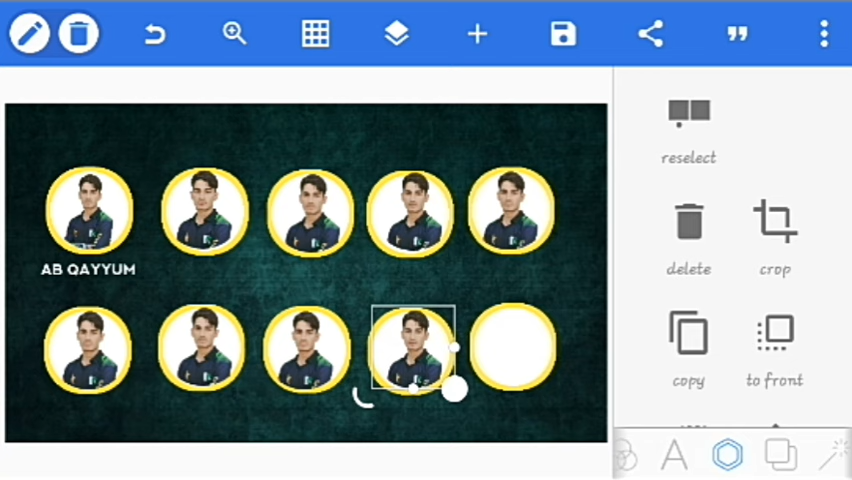 reselect
AB QAYYUM
delete
crop
copy
to front